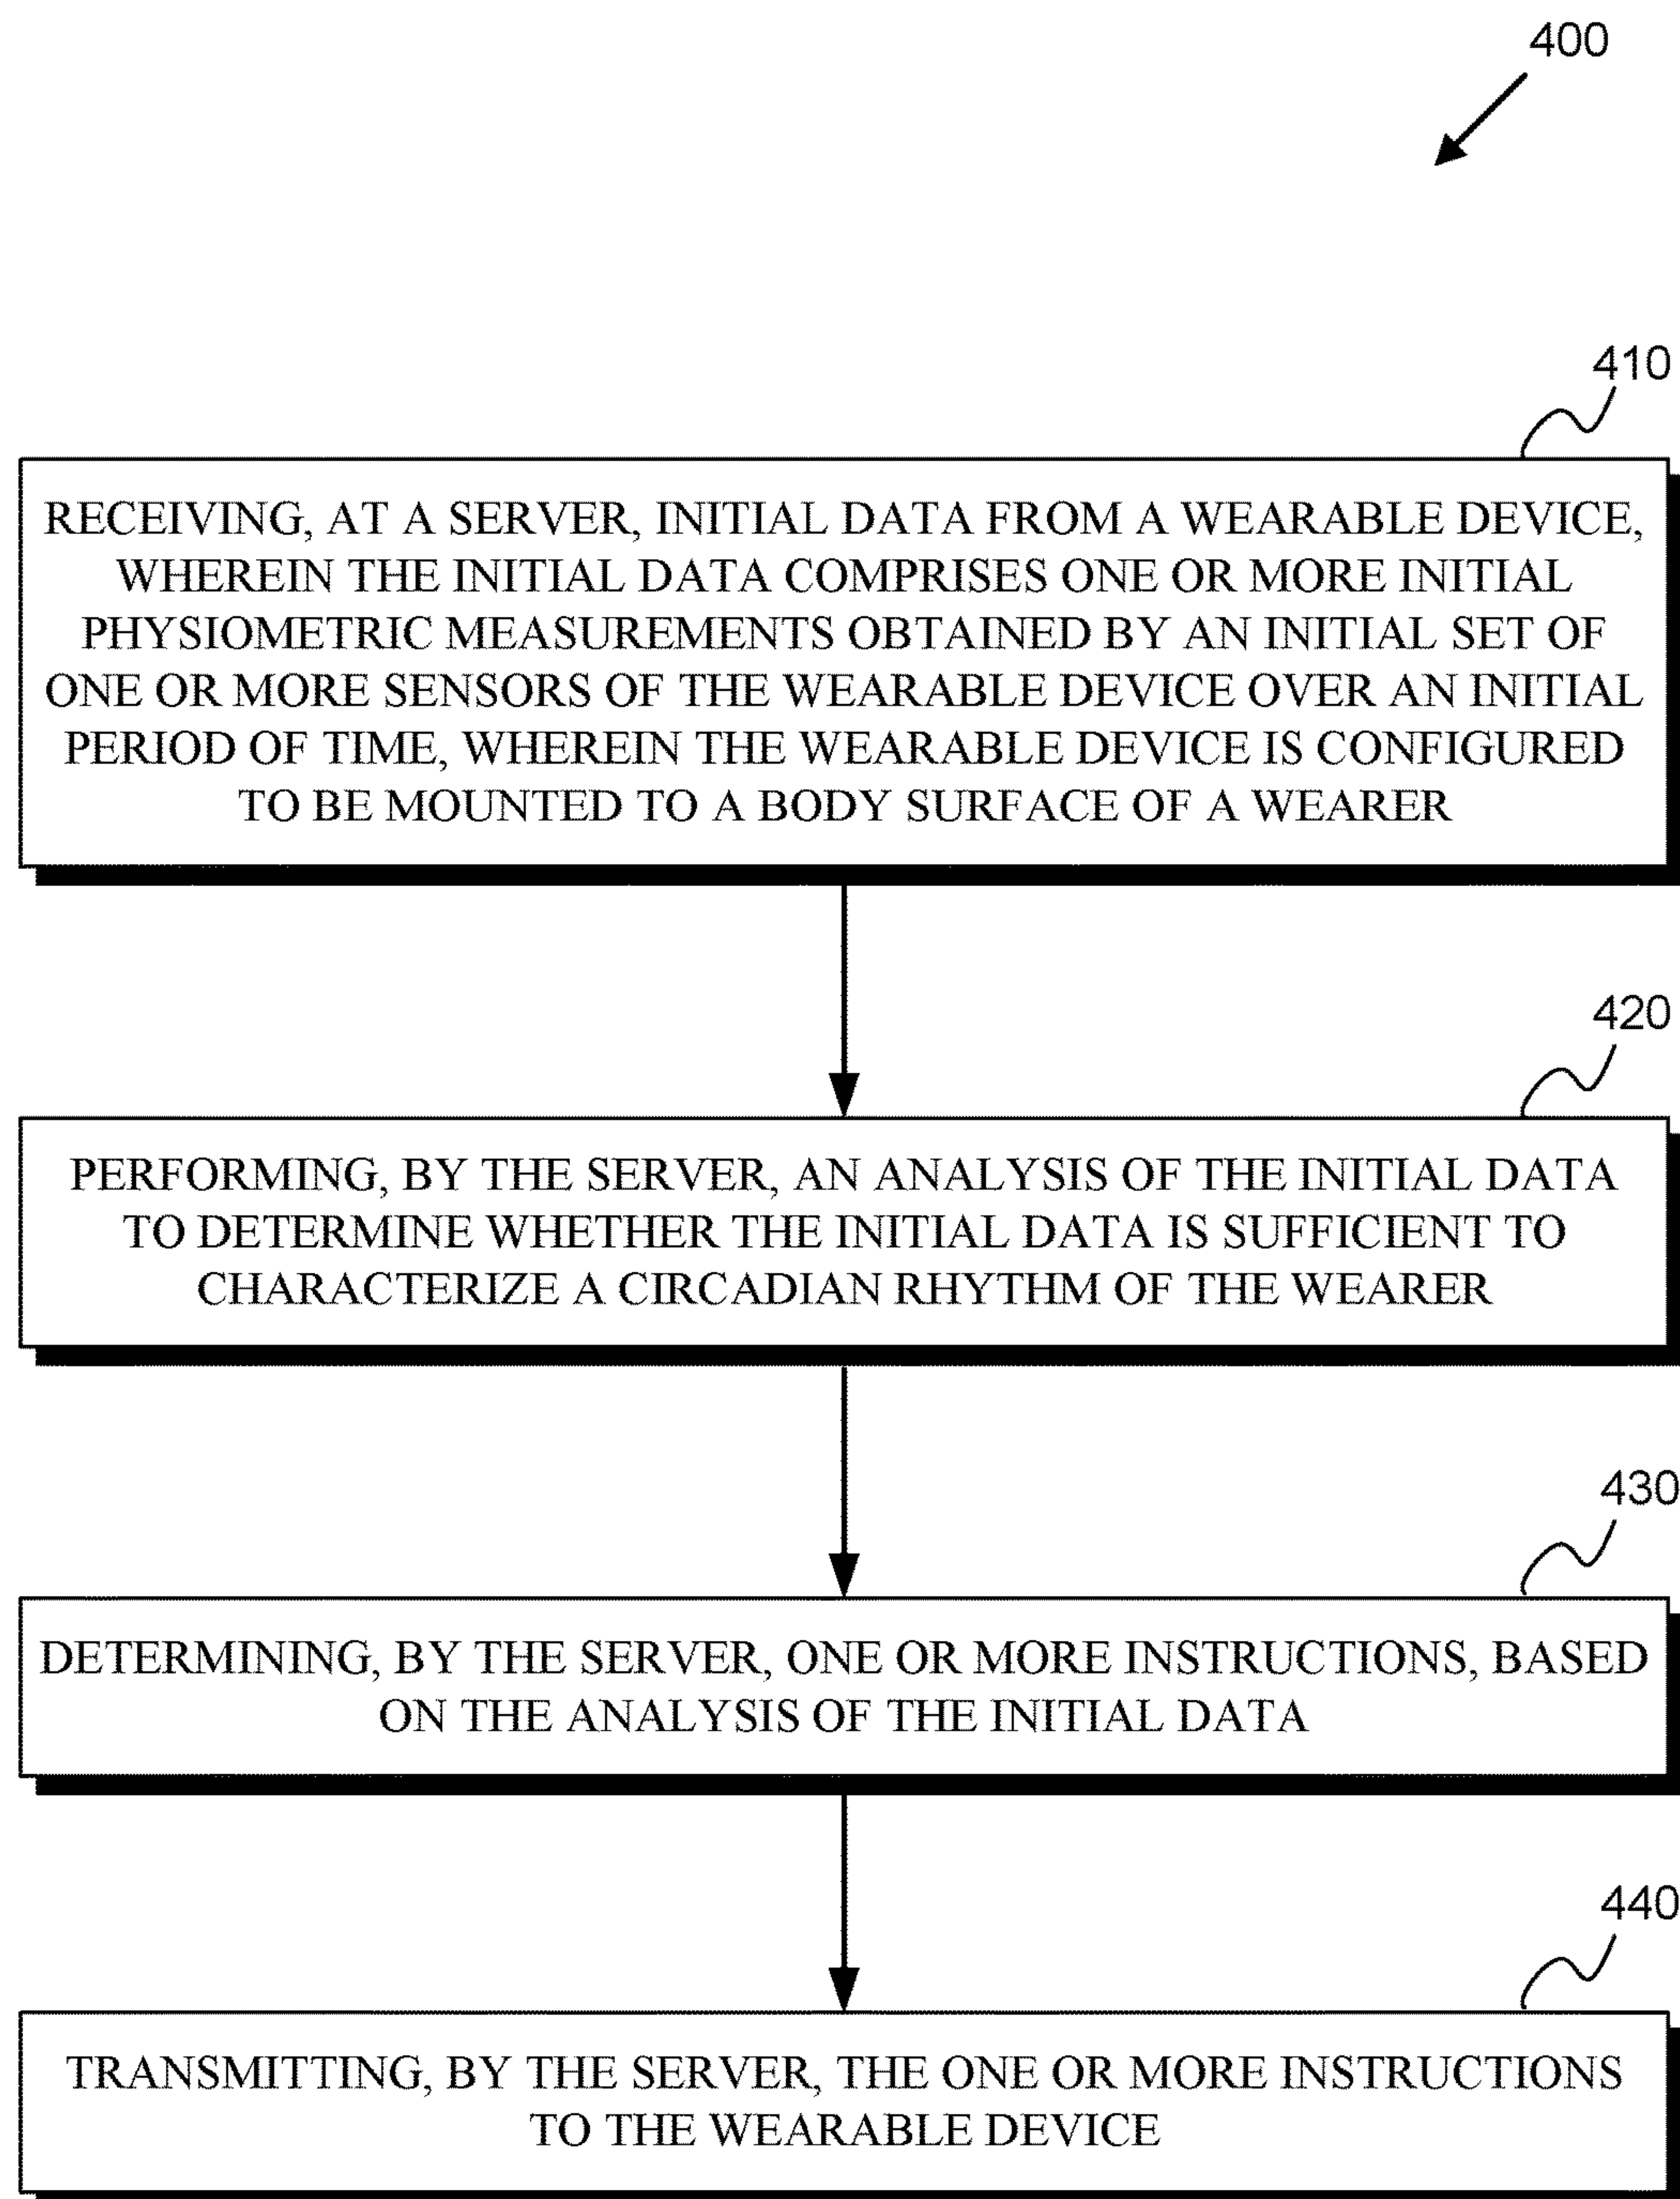 400
410
RECEIVING, AT A SERVER, INITIAL DATA FROM A WEARABLE DEVICE,
WHEREIN THE INITIAL DATA COMPRISES ONE OR MORE INITIAL
PHYSIOMETRIC MEASUREMENTS OBTAINED BY AN INITIAL SET OF
ONE OR MORE SENSORS OF THE WEARABLE DEVICE OVER AN INITIAL
PERIOD OF TIME, WHEREIN THE WEARABLE DEVICE IS CONFIGURED
TO BE MOUNTED TO A BODY SURFACE OF A WEARER
420
PERFORMING, BY THE SERVER, AN ANALYSIS OF THE INITIAL DATA
TO DETERMINE WHETHER THE INITIAL DATA IS SUFFICIENT TO
CHARACTERIZE A CIRCADIAN RHYTHM OF THE WEARER
430
DETERMINING, BY THE SERVER, ONE OR MORE INSTRUCTIONS, BASED
ON THE ANALYSIS OF THE INITIAL DATA
440
TRANSMITTING, BY THE SERVER, THE ONE OR MORE INSTRUCTIONS
TO THE WEARABLE DEVICE